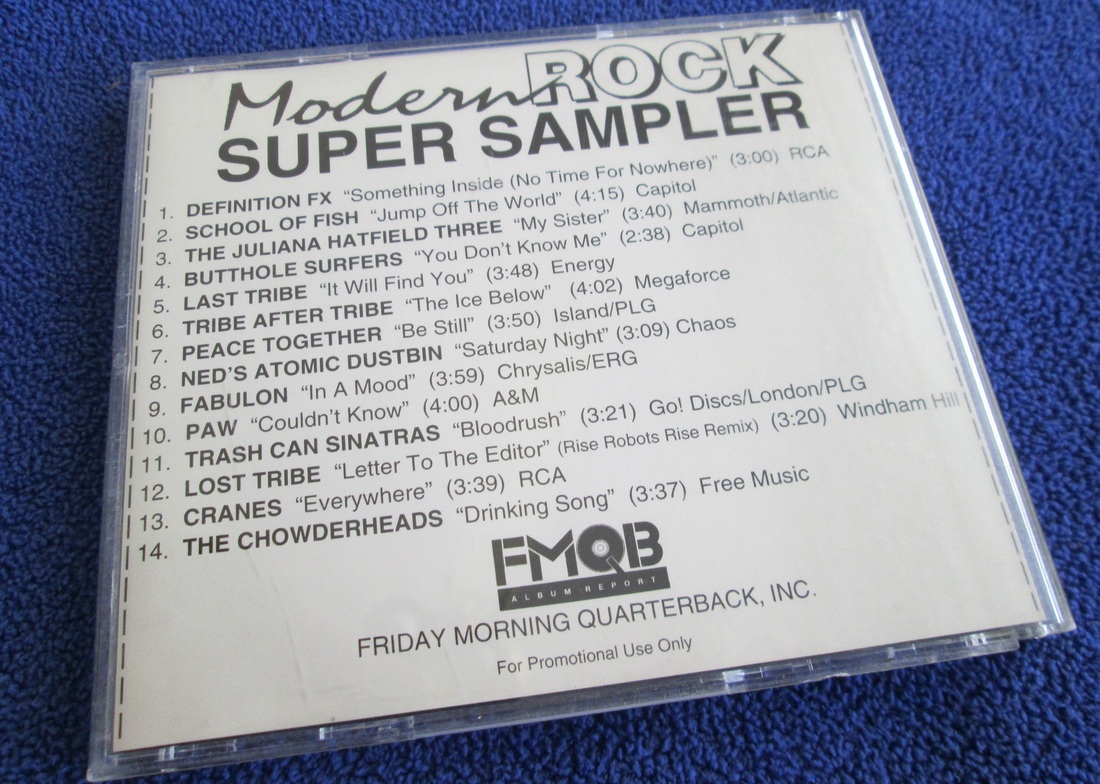 Modern ROCK
SUPER SAMPLER
1. DEFINITION FX "Something Inside (No Time For Nowhere)" (3:00) RCA
2. SCHOOL OF FISH "Jump Off The World" (4:15) Capitol
3. THE JULIANA HATFIELD THREE "My Sister" (3:40) Mammoth/Atlantic
4. BUTTHOLE SURFERS "You Don't Know Me" (2:38) Capitol
5. LAST TRIBE "It Will Find You" (3:48) Energy
6. TRIBE AFTER TRIBE "The Ice Below" (4:02) Megaforce
7. PEACE TOGETHER "Be Still" (3:50) Island/PLG
8. NED'S ATOMIC DUSTBIN "Saturday Night" (3:09) Chaos
9. FABULON "In A Mood" (3:59) Chrysalis/ERG
10. PAW "Couldn't Know" (4:00) A&M
11. TRASH CAN SINATRAS "Bloodrush" (3:21) Go! Discs/London/PLG
12. LOST TRIBE "Letter To The Editor" (Rise Robots Rise Remix) (3:20) Windham Hill
13. CRANES "Everywhere" (3:39) RCA
14. THE CHOWDERHEADS "Drinking Song" (3:37) Free Music
FMQB
ALBUM REPORT
FRIDAY MORNING QUARTERBACK, INC.
For Promotional Use Only